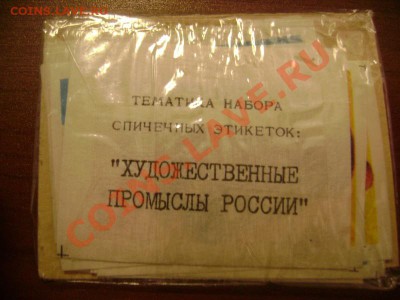 COINS.LAVE.RU
ТЕМАТИКА НАБОРА
СПИЧЕЧНЫХ ЭТИКЕТОК:
"ХУДОЖЕСТВЕННЫЕ
ПРОМЫСЛЫ РОССИИ"
COINS.LAVE.RU